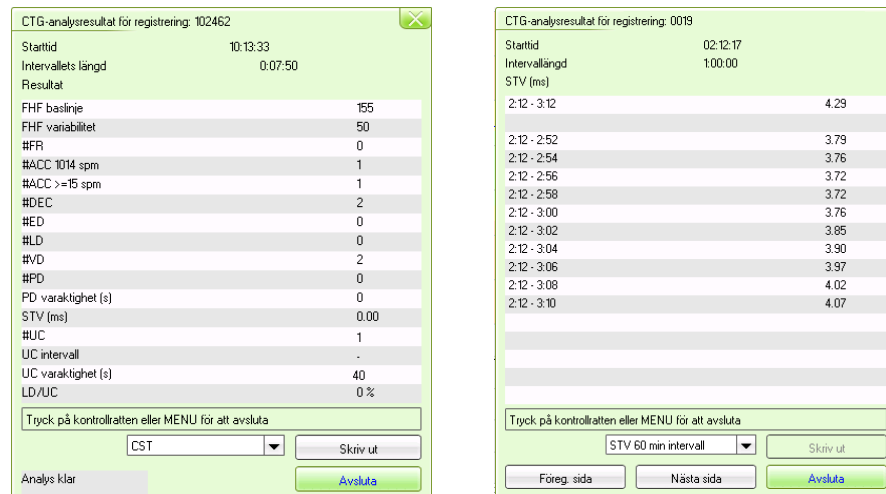 CTG-analysresultat för registrering: 102462
Starttid 10:13:33
Intervallets längd 0:07:50
Resultat
FHF baslinje 155
FHF variabilitet 50
#FR 0
#ACC 1014 spm 1
#ACC >=15 spm 1
#DEC 2
#ED 0
#LD 0
#VD 2
#PD 0
PD varaktighet (s) 0
STV (ms) 0.00
#UC 1
UC intervall -
UC varaktighet (s) 40
LD/UC 0 %
Tryck på kontrollratten eller MENU för att avsluta
CST Skriv ut
Analys klar Avsluta
CTG-analysresultat för registrering: 0019
Starttid 02:12:17
Intervallängd 1:00:00
STV (ms)
2:12 - 3:12 4.29
2:12 - 2:52 3.79
2:12 - 2:54 3.76
2:12 - 2:56 3.72
2:12 - 2:58 3.72
2:12 - 3:00 3.76
2:12 - 3:02 3.85
2:12 - 3:04 3.90
2:12 - 3:06 3.97
2:12 - 3:08 4.02
2:12 - 3:10 4.07
Tryck på kontrollratten eller MENU för att avsluta
STV 60 min intervall Skriv ut
Föreg. sida Nästa sida Avsluta